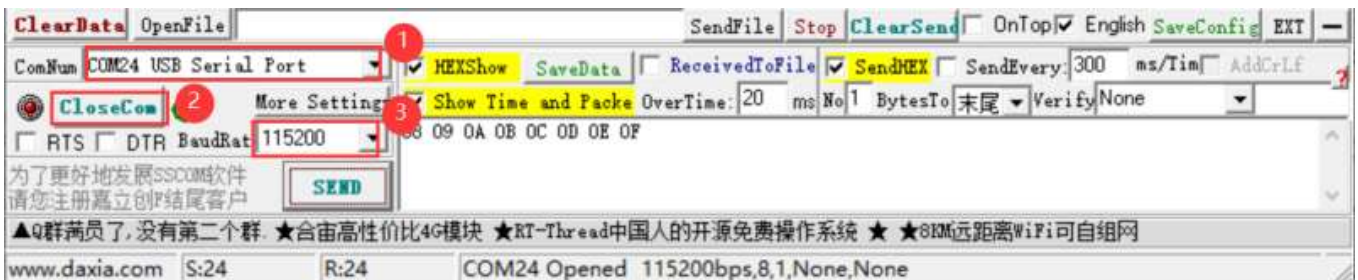 ClearData OpenFile SendFile Stop ClearSend OnTop English SaveConfig EXT
1
ComNum COM24 USB Serial Port HEXShow SaveData ReceivedToFile SendHEX SendEvery: 300 ms/Tim AddCrLf
2 CloseCom More Setting 3 Show Time and Packe OverTime: 20 ms No 1 BytesTo 末尾 Verify None ?
RTS DTR BaudRat 115200 08 09 0A 0B 0C 0D 0E 0F
为了更好地发展SSCOM软件
请您注册嘉立创F结尾客户
SEND
▲Q群满员了,没有第二个群. ★合宙高性价比4G模块 ★RT-Thread中国人的开源免费操作系统 ★ ★8KM远距离WiFi可自组网
www.daxia.com S:24 R:24 COM24 Opened 115200bps,8,1,None,None